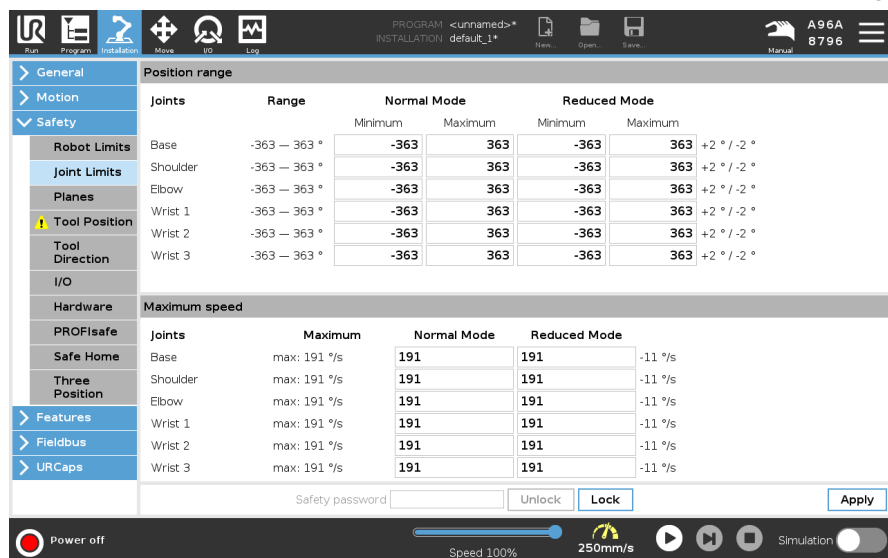 PROGRAM <unnamed>*
INSTALLATION default_1*
Run Program Installation Move I/O Log New... Open... Save... Manual
A96A
8796
General
Motion
Safety
Robot Limits
Joint Limits
Planes
Tool Position
Tool
Direction
I/O
Hardware
PROFIsafe
Safe Home
Three
Position
Features
Fieldbus
URCaps
Position range
Joints Range Normal Mode Reduced Mode
Minimum Maximum Minimum Maximum
Base -363 — 363 ° -363 363 -363 363 +2 ° / -2 °
Shoulder -363 — 363 ° -363 363 -363 363 +2 ° / -2 °
Elbow -363 — 363 ° -363 363 -363 363 +2 ° / -2 °
Wrist 1 -363 — 363 ° -363 363 -363 363 +2 ° / -2 °
Wrist 2 -363 — 363 ° -363 363 -363 363 +2 ° / -2 °
Wrist 3 -363 — 363 ° -363 363 -363 363 +2 ° / -2 °
Maximum speed
Joints Maximum Normal Mode Reduced Mode
Base max: 191 °/s 191 191 -11 °/s
Shoulder max: 191 °/s 191 191 -11 °/s
Elbow max: 191 °/s 191 191 -11 °/s
Wrist 1 max: 191 °/s 191 191 -11 °/s
Wrist 2 max: 191 °/s 191 191 -11 °/s
Wrist 3 max: 191 °/s 191 191 -11 °/s
Safety password Unlock Lock Apply
Power off Speed 100% 250mm/s Simulation